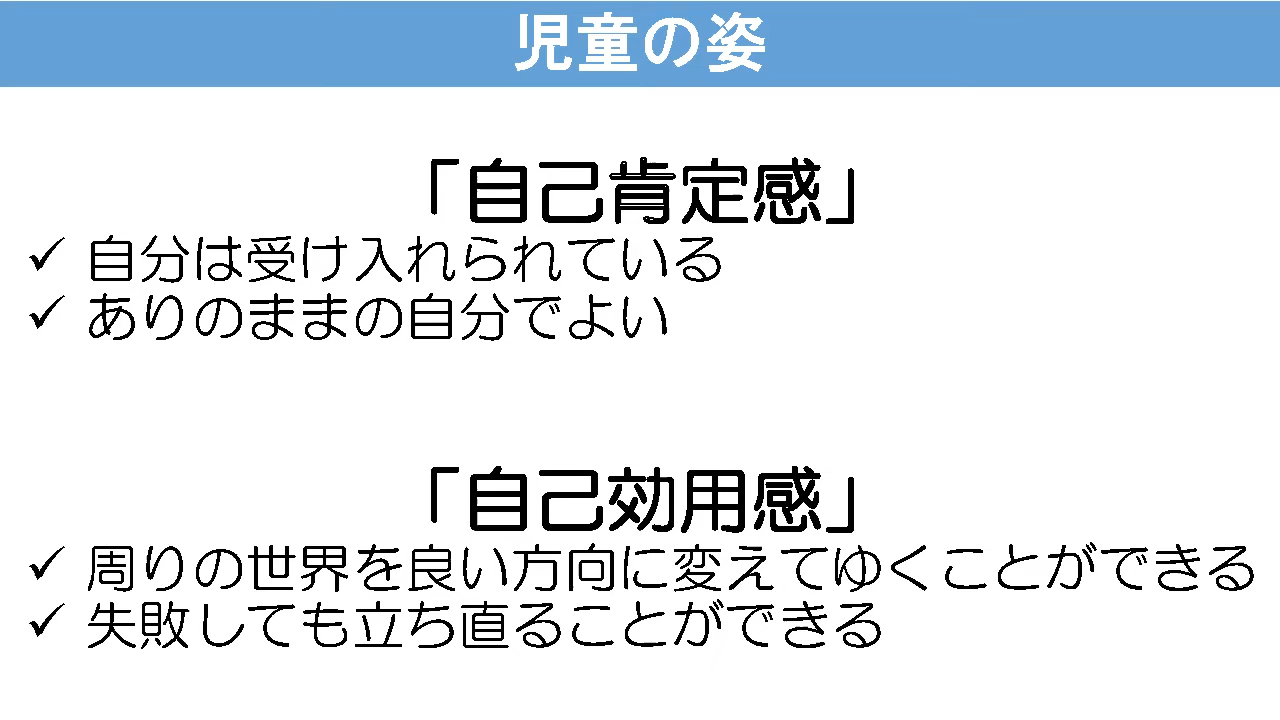 児童の姿
「自己肯定感」
✓ 自分は受け入れられている
✓ ありのままの自分でよい
「自己効用感」
✓ 周りの世界を良い方向に変えてゆくことができる
✓ 失敗しても立ち直ることができる